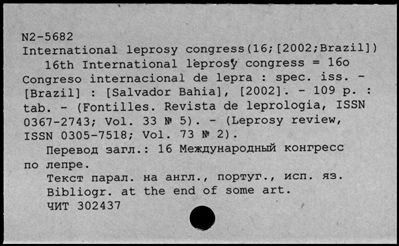 N2-5682
International leprosy congress(16;[2002;Brazil])
16th International leprosy congress = 16o
Congreso internacional de lepra : spec. iss. -
[Brazil] : [Salvador Bahia], [2002]. - 109 p. :
tab. - (Fontilles. Revista de leprologia, ISSN
0367-2743; Vol. 33 № 5). - (Leprosy review,
ISSN 0305-7518; Vol. 73 № 2).
Перевод загл.: 16 Международный конгресс
по лепре.
Текст парал. на англ., португ., исп. яз.
Bibliogr. at the end of some art.
ЧИТ 302437